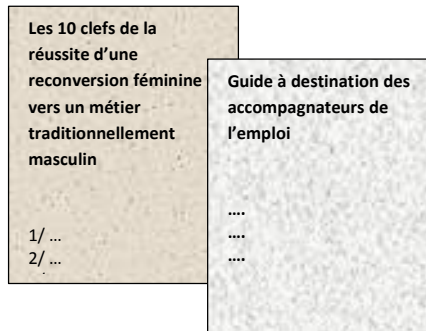 Les 10 clefs de la
réussite d’une
reconversion féminine
vers un métier
traditionnellement
masculin
1/ ...
2/ ...
Guide à destination des
accompagnateurs de
l’emploi
....
....
....